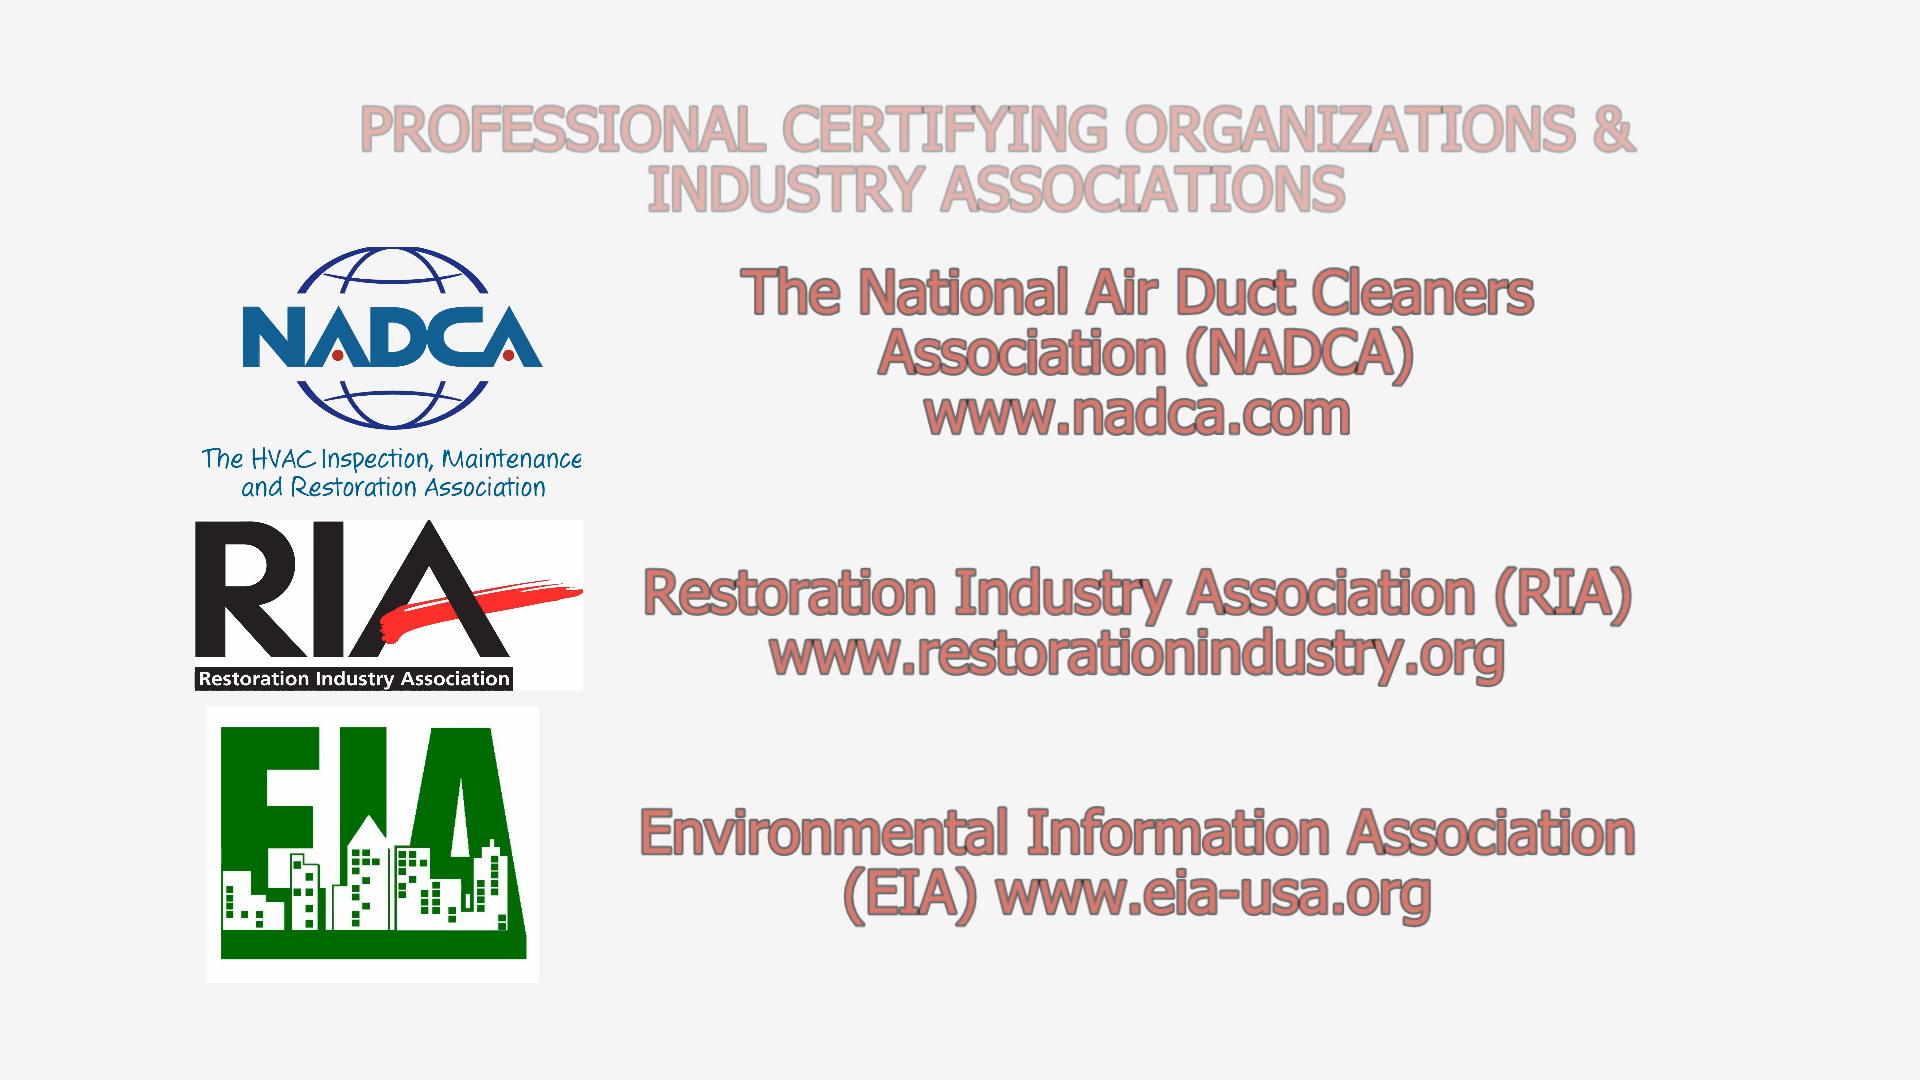 PROFESSIONAL CERTIFYING ORGANIZATIONS &
INDUSTRY ASSOCIATIONS
NADCA
The HVAC Inspection, Maintenance
and Restoration Association
The National Air Duct Cleaners
Association (NADCA)
www.nadca.com
RIA
Restoration Industry Association
Restoration Industry Association (RIA)
www.restorationindustry.org
EIA
Environmental Information Association
(EIA) www.eia-usa.org